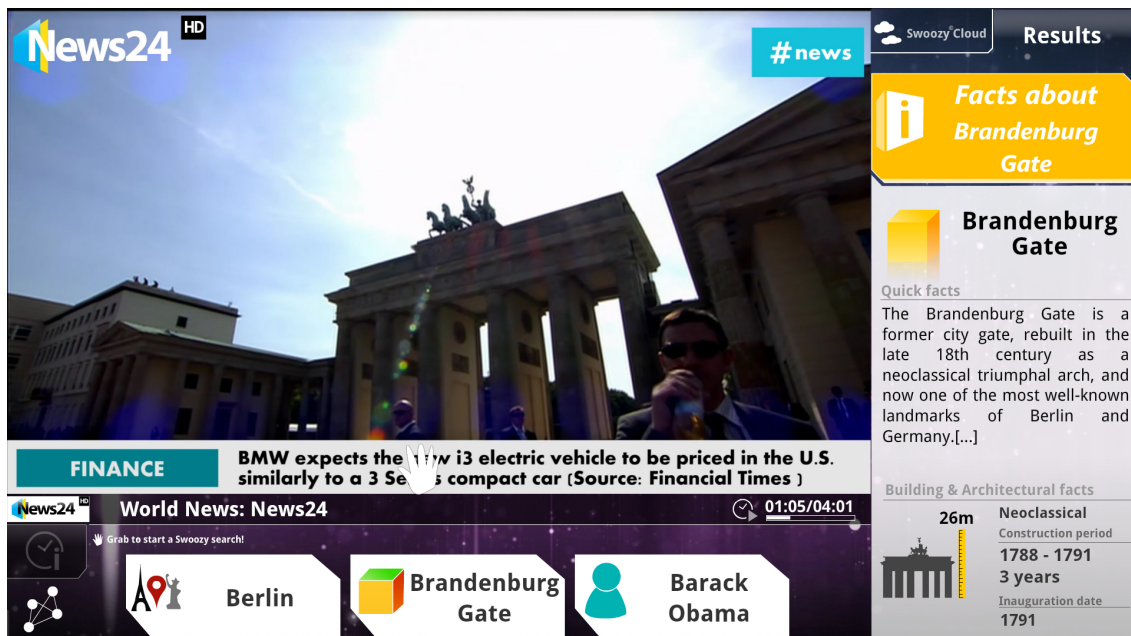 News24 HD
#news
FINANCE
BMW expects the new i3 electric vehicle to be priced in the U.S.
similarly to a 3 Series compact car (Source: Financial Times )
News24 HD
World News: News24
01:05/04:01
Grab to start a Swoozy search!
Berlin
Brandenburg
Gate
Barack
Obama
Swoozy Cloud
Results
Facts about
Brandenburg
Gate
Brandenburg
Gate
Quick facts
The Brandenburg Gate is a
former city gate, rebuilt in the
late 18th century as a
neoclassical triumphal arch, and
now one of the most well-known
landmarks of Berlin and
Germany.[...]
Building & Architectural facts
26m
Neoclassical
Construction period
1788 - 1791
3 years
Inauguration date
1791